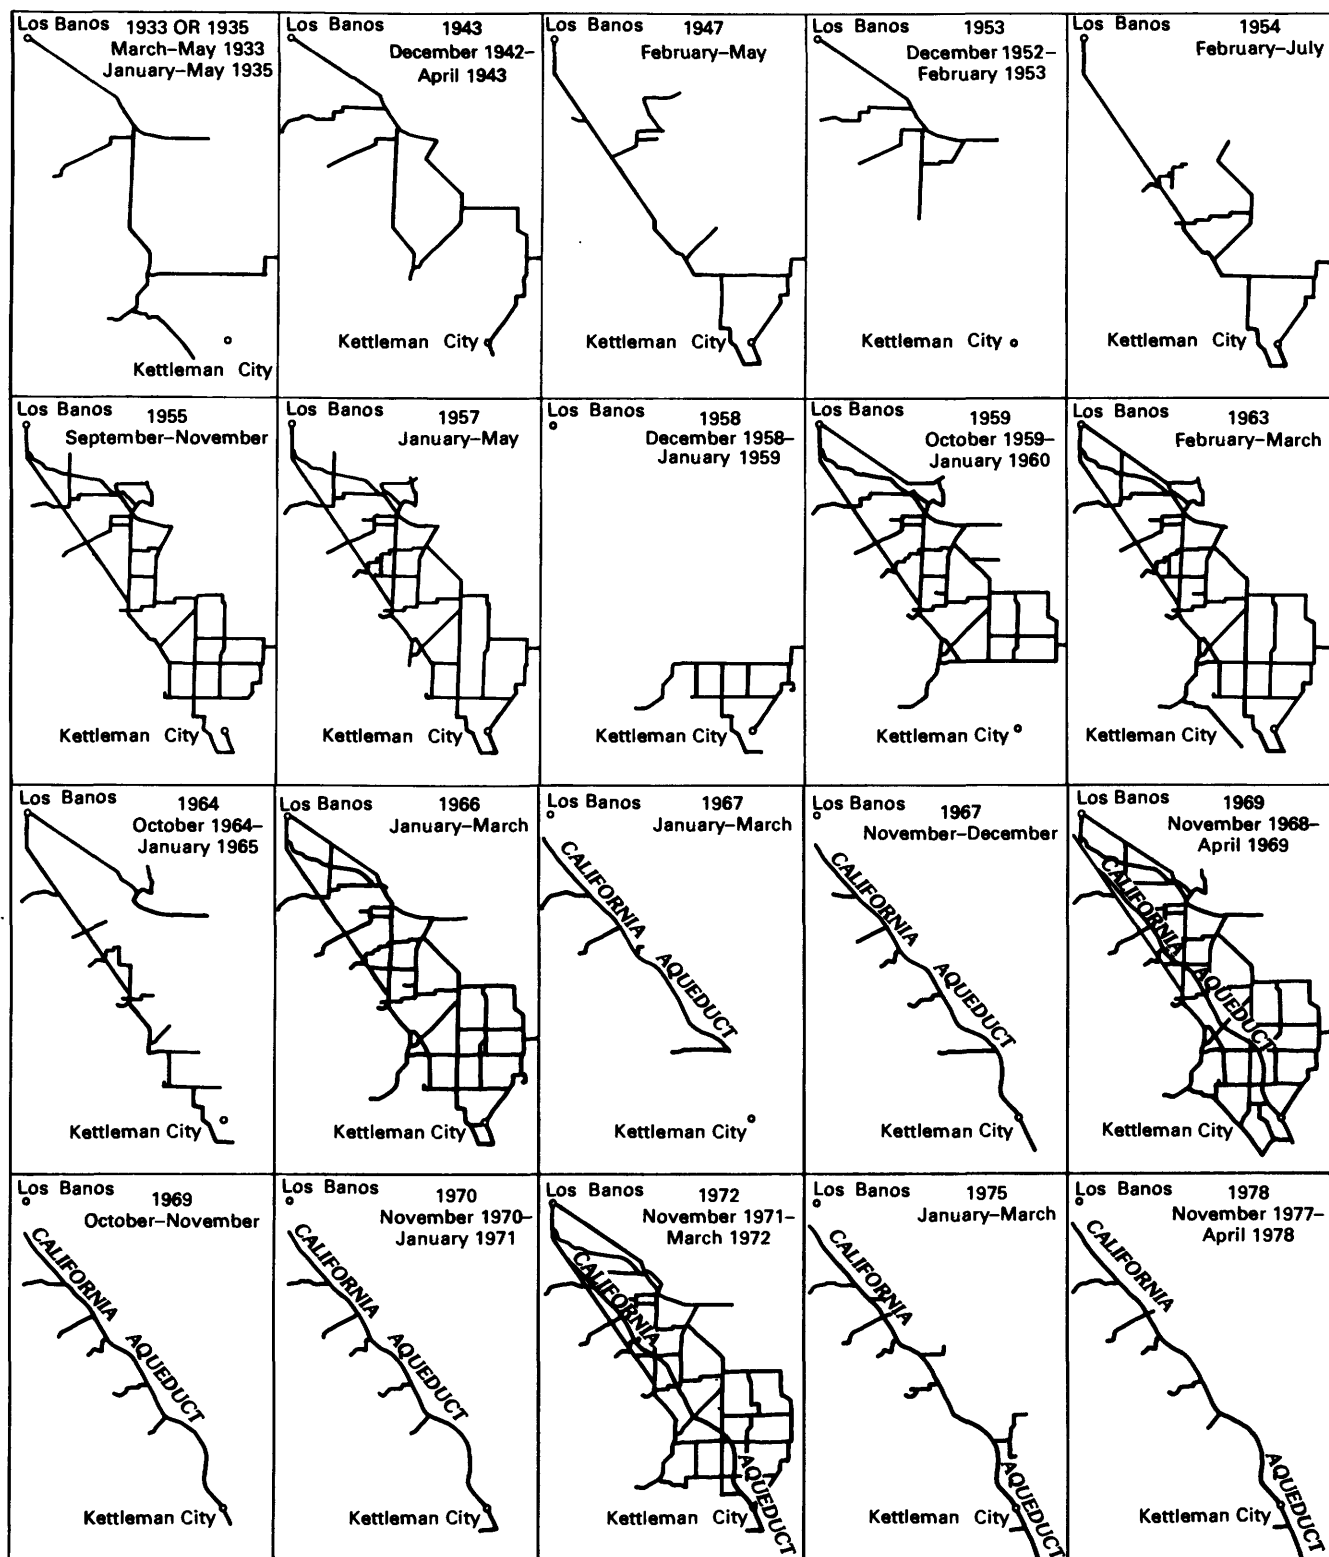 Los Banos
1933 OR 1935
March–May 1933
January–May 1935
Kettleman City
Los Banos
1943
December 1942–
April 1943
Kettleman City
Los Banos
1947
February–May
Kettleman City
Los Banos
1953
December 1952–
February 1953
Kettleman City
Los Banos
1954
February–July
Kettleman City
Los Banos
1955
September–November
Kettleman City
Los Banos
1957
January–May
Kettleman City
Los Banos
1958
December 1958–
January 1959
Kettleman City
Los Banos
1959
October 1959–
January 1960
Kettleman City
Los Banos
1963
February–March
Kettleman City
Los Banos
1964
October 1964–
January 1965
Kettleman City
Los Banos
1966
January–March
Kettleman City
Los Banos
1967
January–March
CALIFORNIA
AQUEDUCT
Kettleman City
Los Banos
1967
November–December
CALIFORNIA
AQUEDUCT
Kettleman City
Los Banos
1969
November 1968–
April 1969
CALIFORNIA
AQUEDUCT
Kettleman City
Los Banos
1969
October–November
CALIFORNIA
AQUEDUCT
Kettleman City
Los Banos
1970
November 1970–
January 1971
CALIFORNIA
AQUEDUCT
Kettleman City
Los Banos
1972
November 1971–
March 1972
CALIFORNIA
AQUEDUCT
Kettleman City
Los Banos
1975
January–March
CALIFORNIA
AQUEDUCT
Kettleman City
Los Banos
1978
November 1977–
April 1978
CALIFORNIA
AQUEDUCT
Kettleman City